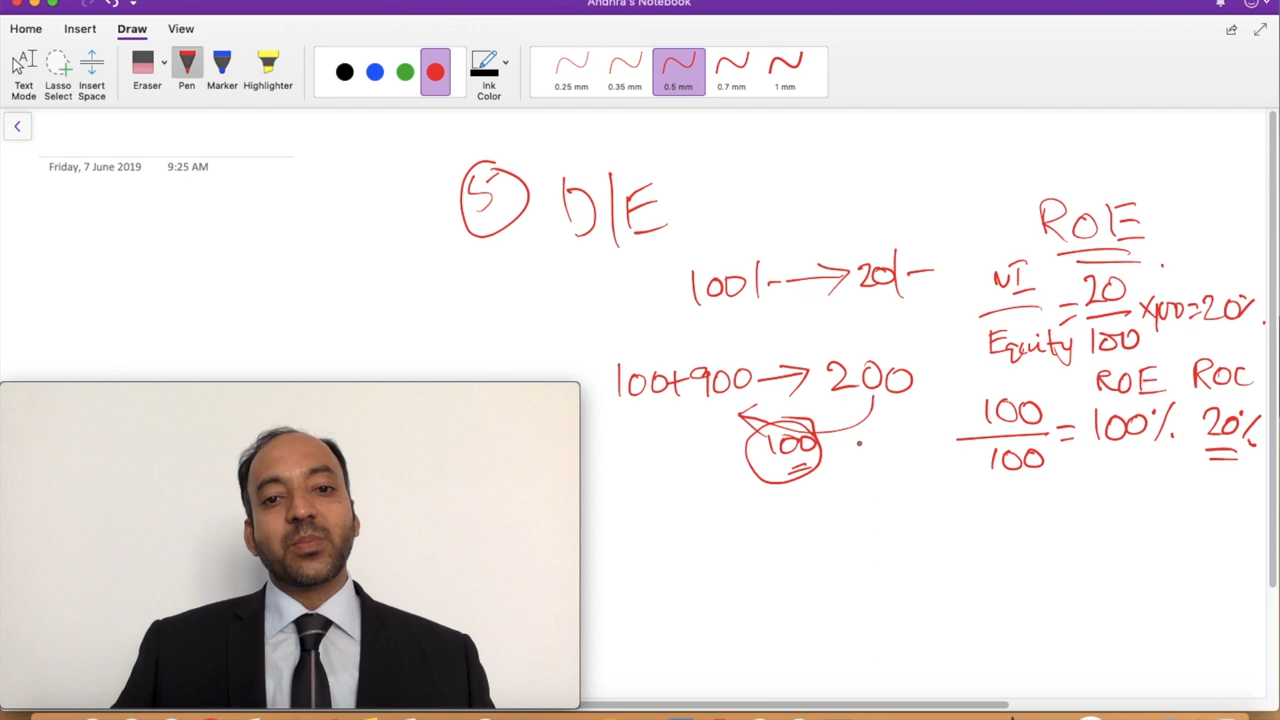 Andhra's Notebook
Home Insert Draw View
Text Mode
Lasso Select
Insert Space
Eraser
Pen
Marker
Highlighter
Ink Color
0.25 mm
0.35 mm
0.5 mm
0.7 mm
1 mm
Friday, 7 June 2019 9:25 AM
5 D/E
ROE
100/- → 20/-
NI / Equity = 20 / 100 × 100 = 20%.
100+900 → 200
ROE ROC
100
100 / 100 = 100% 20%